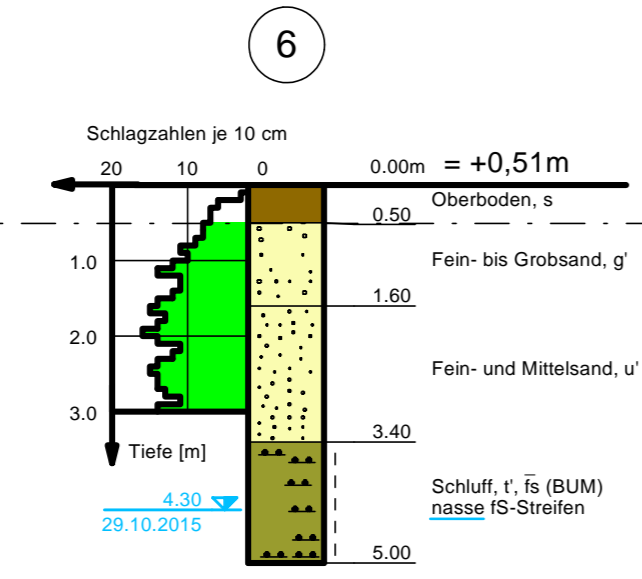 6
Schlagzahlen je 10 cm
20 10 0 0.00m = +0,51m
Oberboden, s
0.50
1.0 Fein- bis Grobsand, g'
1.60
2.0
Fein- und Mittelsand, u'
3.0
3.40
Tiefe [m]
Schluff, t', f̅s (BUM)
4.30 nasse fS-Streifen
29.10.2015
5.00